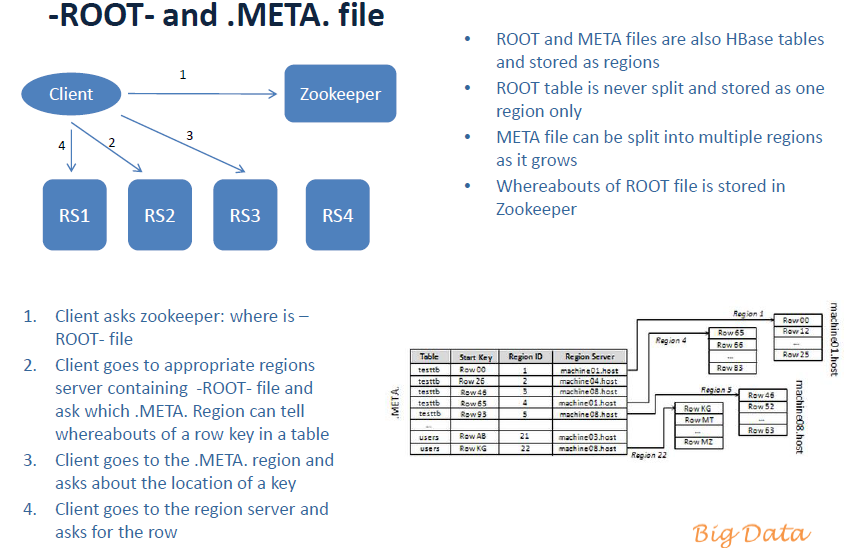 -ROOT- and .META. file
1
Client
Zookeeper
4
2
3
RS1
RS2
RS3
RS4
• ROOT and META files are also HBase tables
and stored as regions
• ROOT table is never split and stored as one
region only
• META file can be split into multiple regions
as it grows
• Whereabouts of ROOT file is stored in
Zookeeper
1. Client asks zookeeper: where is –
ROOT- file
2. Client goes to appropriate regions
server containing -ROOT- file and
ask which .META. Region can tell
whereabouts of a row key in a table
3. Client goes to the .META. region and
asks about the location of a key
4. Client goes to the region server and
asks for the row
.META.
Table Start Key Region ID Region Server
testtb Row 00 1 machine01.host
testtb Row 26 2 machine04.host
testtb Row 46 3 machine08.host
testtb Row 65 4 machine01.host
testtb Row 93 5 machine08.host
...
users Row AB 21 machine03.host
users Row KG 22 machine08.host
Region 1
Row 00
Row 12
...
Row 25
Region 4
Row 65
Row 66
...
Row 83
machine01.host
Region 5
Row 46
Row 52
...
Row 63
Row KG
Row MT
...
Row MZ
Region 22
machine08.host
Big Data